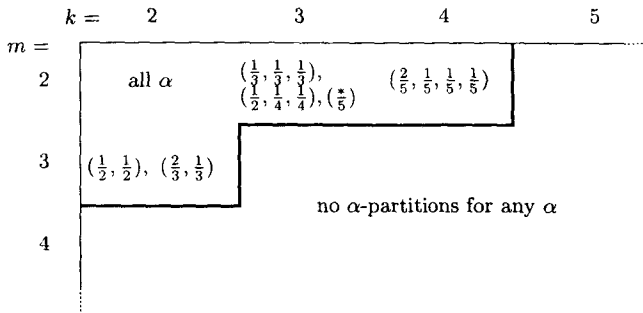 k = 2 3 4 5
m =
2 all α (1/3, 1/3, 1/3), (2/5, 1/5, 1/5, 1/5)
(1/2, 1/4, 1/4), (*/5)
3 (1/2, 1/2), (2/3, 1/3)
no α-partitions for any α
4